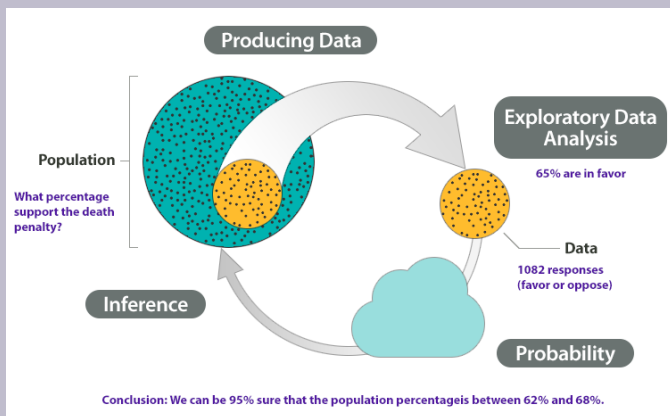 Producing Data
Exploratory Data
Analysis
Population
65% are in favor
What percentage
support the death
penalty?
Data
1082 responses
(favor or oppose)
Inference
Probability
Conclusion: We can be 95% sure that the population percentageis between 62% and 68%.